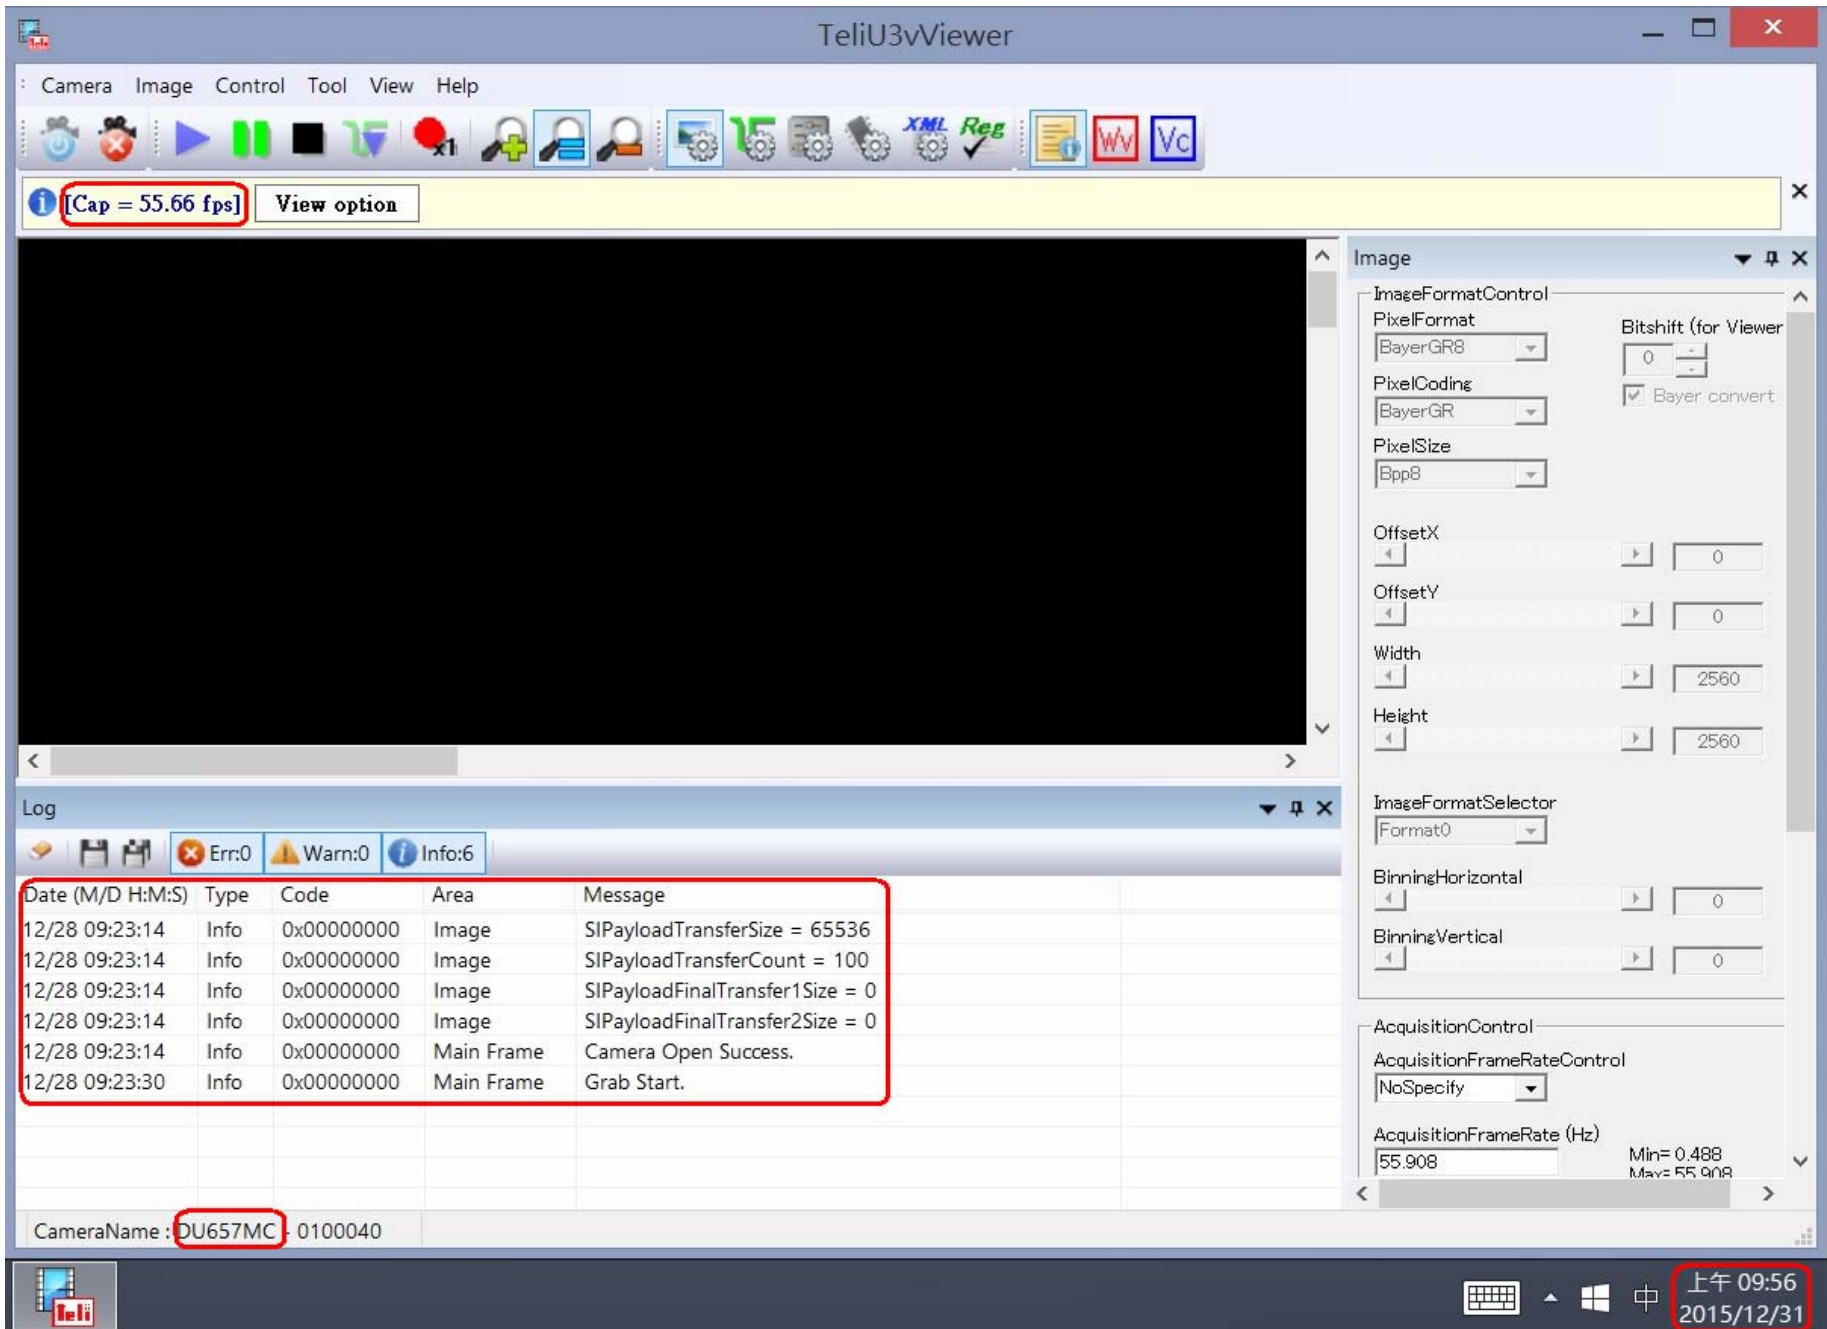 TeliU3vViewer
Camera Image Control Tool View Help
x1 XML Reg Wv Vc
[Cap = 55.66 fps] View option
Image
ImageFormatControl
PixelFormat
Bitshift (for Viewer
BayerGR8
0
PixelCoding
Bayer convert
BayerGR
PixelSize
Bpp8
OffsetX
0
OffsetY
0
Width
2560
Height
2560
ImageFormatSelector
Format0
BinningHorizontal
0
BinningVertical
0
AcquisitionControl
AcquisitionFrameRateControl
NoSpecify
AcquisitionFrameRate (Hz)
55.908
Min= 0.488
Max= 55.908
Log
Err:0 Warn:0 Info:6
Date (M/D H:M:S) Type Code Area Message
12/28 09:23:14 Info 0x00000000 Image SIPayloadTransferSize = 65536
12/28 09:23:14 Info 0x00000000 Image SIPayloadTransferCount = 100
12/28 09:23:14 Info 0x00000000 Image SIPayloadFinalTransfer1Size = 0
12/28 09:23:14 Info 0x00000000 Image SIPayloadFinalTransfer2Size = 0
12/28 09:23:14 Info 0x00000000 Main Frame Camera Open Success.
12/28 09:23:30 Info 0x00000000 Main Frame Grab Start.
CameraName : DU657MC - 0100040
Teli
中
上午 09:56
2015/12/31